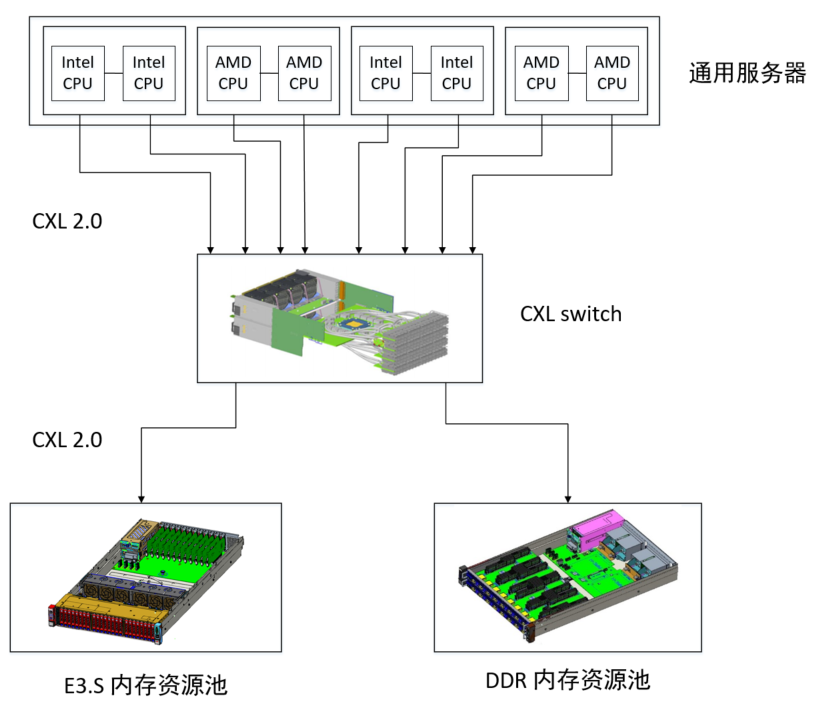 Intel
CPU
Intel
CPU
AMD
CPU
AMD
CPU
Intel
CPU
Intel
CPU
AMD
CPU
AMD
CPU
通用服务器
CXL 2.0
CXL switch
CXL 2.0
E3.S 内存资源池
DDR 内存资源池